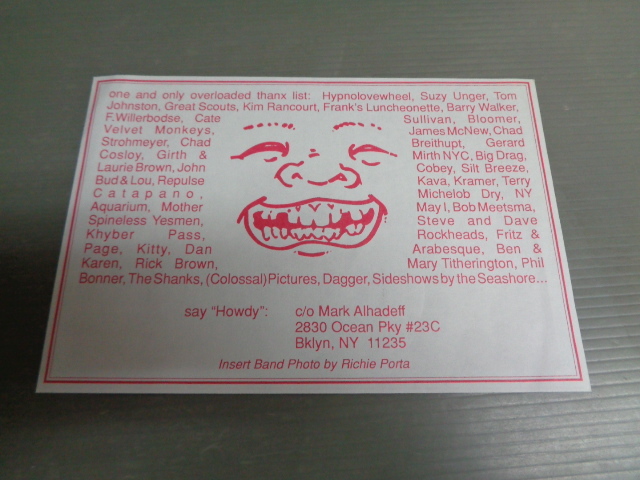 one and only overloaded thanx list: Hypnolovewheel, Suzy Unger, Tom
Johnston, Great Scouts, Kim Rancourt, Frank's Luncheonette, Barry Walker,
F.Willerbodse, Cate Sullivan, Bloomer,
Velvet Monkeys, James McNew, Chad
Strohmeyer, Chad Breithupt, Gerard
Cosloy, Girth & Mirth NYC, Big Drag,
Laurie Brown, John Cobey, Silt Breeze,
Bud & Lou, Repulse Kava, Kramer, Terry
Catapano, Michelob Dry, NY
Aquarium, Mother May I, Bob Meetsma,
Spineless Yesmen, Steve and Dave
Khyber Pass, Rockheads, Fritz &
Page, Kitty, Dan Arabesque, Ben &
Karen, Rick Brown, Mary Titherington, Phil
Bonner, The Shanks, (Colossal) Pictures, Dagger, Sideshows by the Seashore...
say "Howdy": c/o Mark Alhadeff
2830 Ocean Pky #23C
Bklyn, NY 11235
Insert Band Photo by Richie Porta